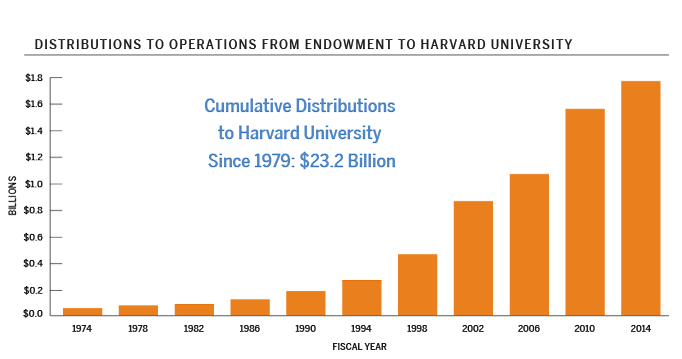 DISTRIBUTIONS TO OPERATIONS FROM ENDOWMENT TO HARVARD UNIVERSITY
Cumulative Distributions
to Harvard University
Since 1979: $23.2 Billion
BILLIONS
$1.8
$1.6
$1.4
$1.2
$1.0
$0.8
$0.6
$0.4
$0.2
$0.0
1974 1978 1982 1986 1990 1994 1998 2002 2006 2010 2014
FISCAL YEAR